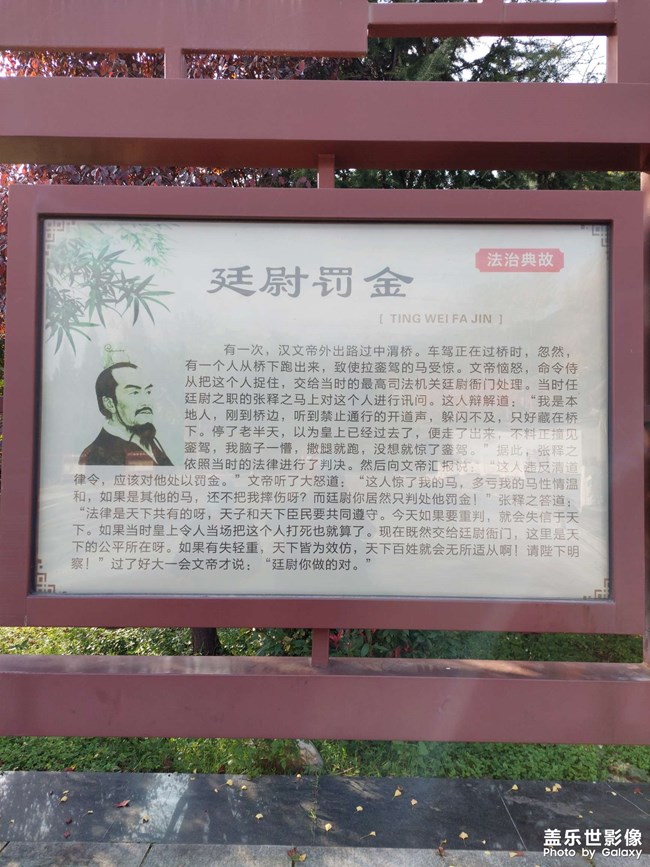 法治典故
廷尉罚金
[ TING WEI FA JIN ]
有一次，汉文帝外出路过中渭桥。车驾正在过桥时，忽然，
有一个人从桥下跑出来，致使拉銮驾的马受惊。文帝恼怒，命令侍
从把这个人捉住，交给当时的最高司法机关廷尉衙门处理。当时任
廷尉之职的张释之马上对这个人进行讯问。这人辩解道：“我是本
地人，刚到桥边，听到禁止通行的开道声，躲闪不及，只好藏在桥
下。停了老半天，以为皇上已经过去了，便走了出来，不料正撞见
銮驾，我脑子一懵，撒腿就跑，没想就惊了銮驾。”据此，张释之
依照当时的法律进行了判决。然后向文帝汇报说：“这人违反清道
律令，应该对他处以罚金。”文帝听了大怒道：“这人惊了我的马，多亏我的马性情温
和，如果是其他的马，还不把我摔伤呀？而廷尉你居然只判处他罚金！”张释之答道：
“法律是天下共有的呀，天子和天下臣民要共同遵守。今天如果要重判，就会失信于天
下。如果当时皇上令人当场把这个人打死也就算了。现在既然交给廷尉衙门，这里是天
下的公平所在呀。如果有失轻重，天下皆为效仿，天下百姓就会无所适从啊！请陛下明
察！”过了好大一会文帝才说：“廷尉你做的对。”
盖乐世影像
Photo by Galaxy